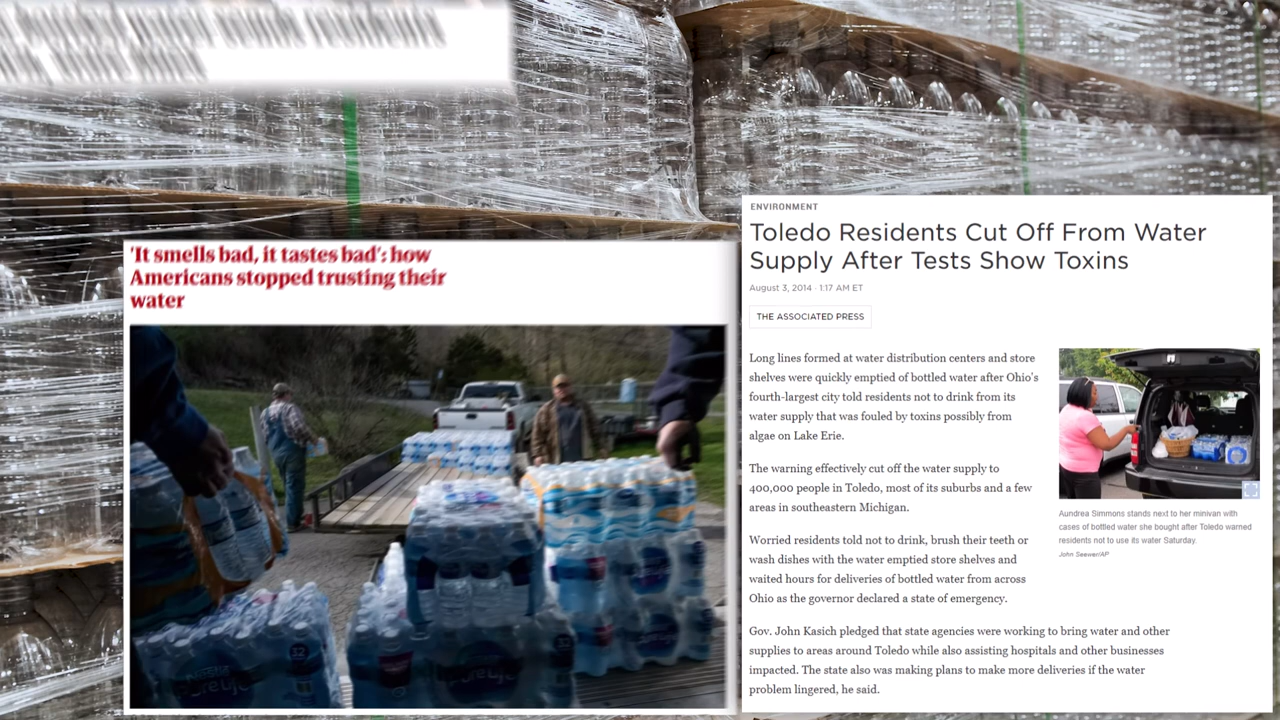 'It smells bad, it tastes bad': how
Americans stopped trusting their
water
32
Pure Life
32
ENVIRONMENT
Toledo Residents Cut Off From Water
Supply After Tests Show Toxins
August 3, 2014 · 1:17 AM ET
THE ASSOCIATED PRESS
Long lines formed at water distribution centers and store
shelves were quickly emptied of bottled water after Ohio's
fourth-largest city told residents not to drink from its
water supply that was fouled by toxins possibly from
algae on Lake Erie.
The warning effectively cut off the water supply to
400,000 people in Toledo, most of its suburbs and a few
areas in southeastern Michigan.
Worried residents told not to drink, brush their teeth or
wash dishes with the water emptied store shelves and
waited hours for deliveries of bottled water from across
Ohio as the governor declared a state of emergency.
Aundrea Simmons stands next to her minivan with
cases of bottled water she bought after Toledo warned
residents not to use its water Saturday.
John Seewer/AP
Gov. John Kasich pledged that state agencies were working to bring water and other
supplies to areas around Toledo while also assisting hospitals and other businesses
impacted. The state also was making plans to make more deliveries if the water
problem lingered, he said.